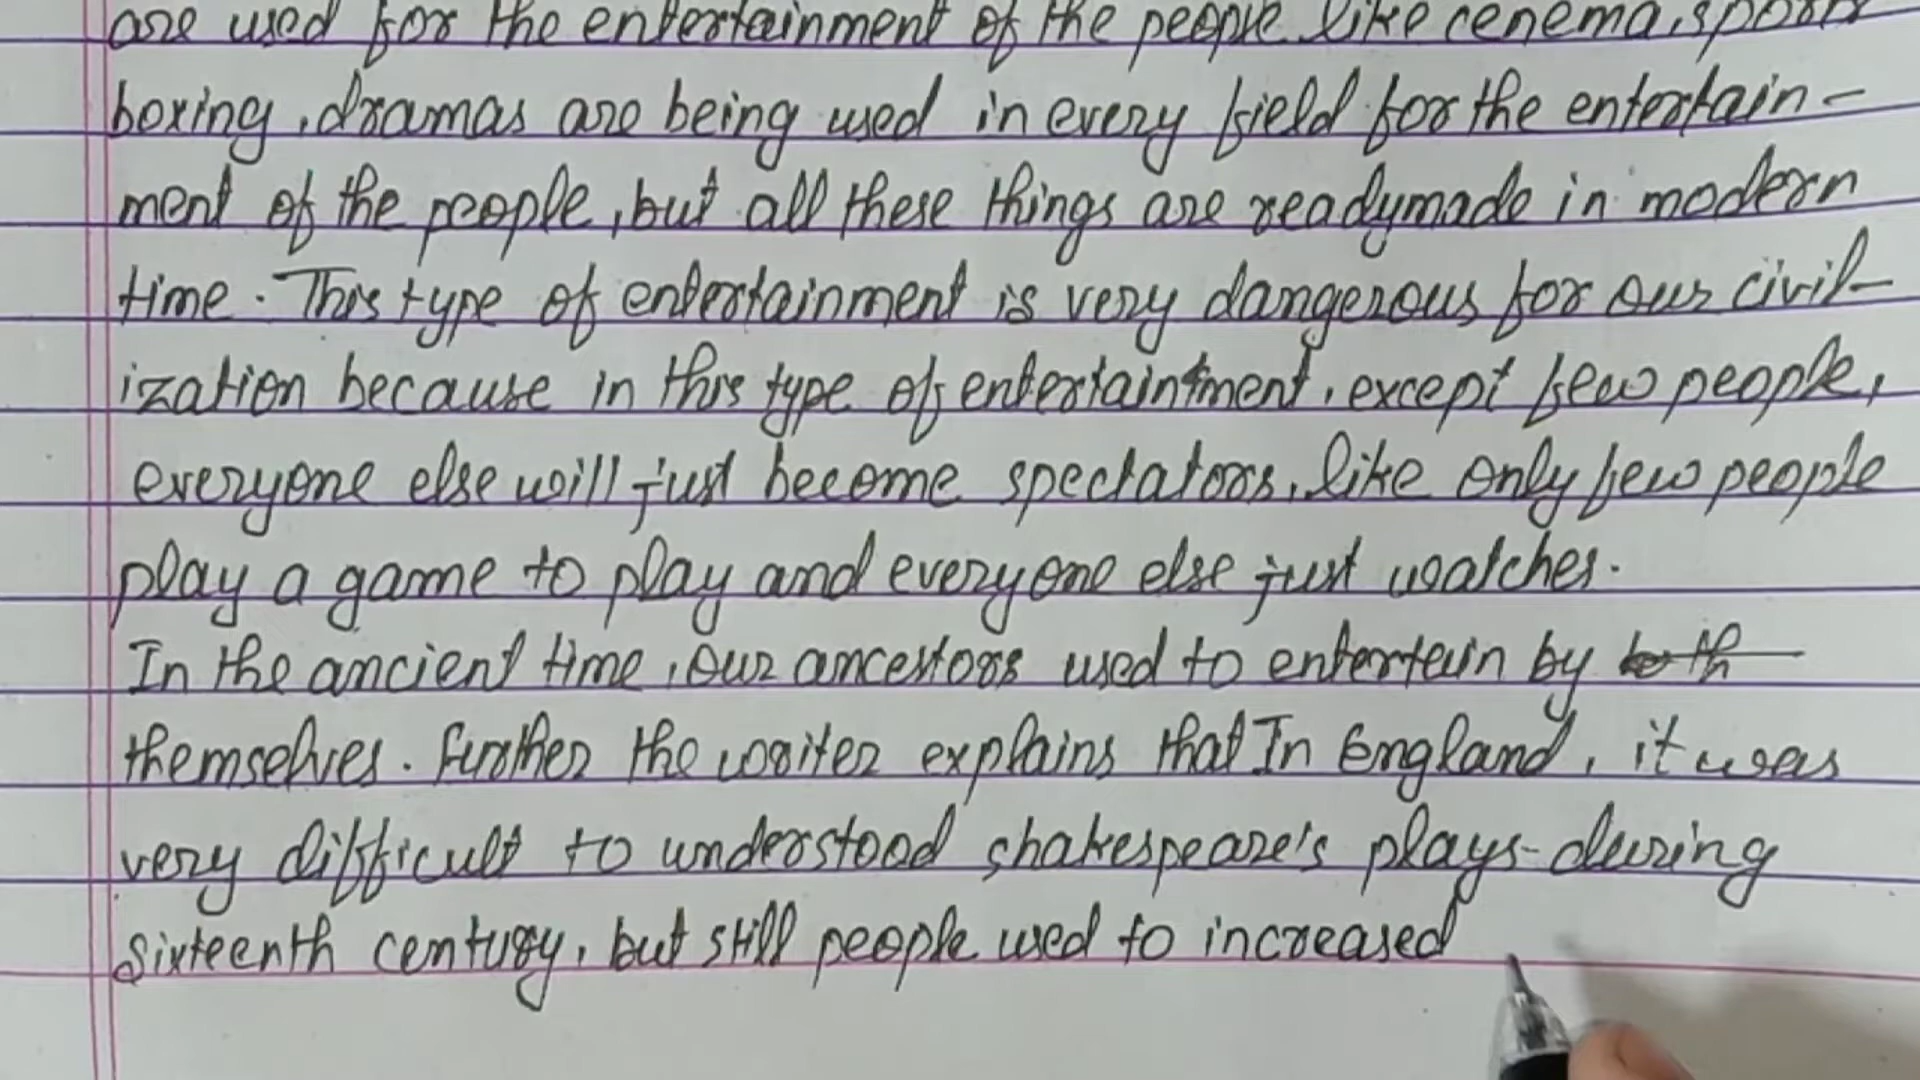 are used for the entertainment of the people like cenema, sports
boxing, dramas are being used in every field for the entertain-
ment of the people, but all these things are readymade in modern
time. This type of entertainment is very dangerous for our civil-
ization because in this type of entertaintment, except few people,
everyone else will just become spectators, like only few people
play a game to play and everyone else just watches.
In the ancient time, our ancestors used to entertein by
themselves. Further the writer explains that In England, it was
very difficult to understood shakespeare's plays during
sixteenth century, but still people used to increased